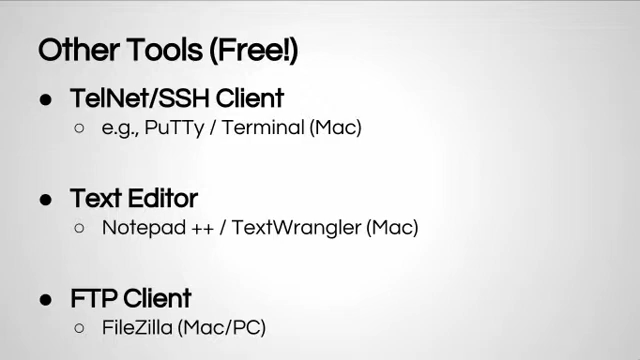 Other Tools (Free!)
● TelNet/SSH Client
○ e.g., PuTTy / Terminal (Mac)
● Text Editor
○ Notepad ++ / TextWrangler (Mac)
● FTP Client
○ FileZilla (Mac/PC)